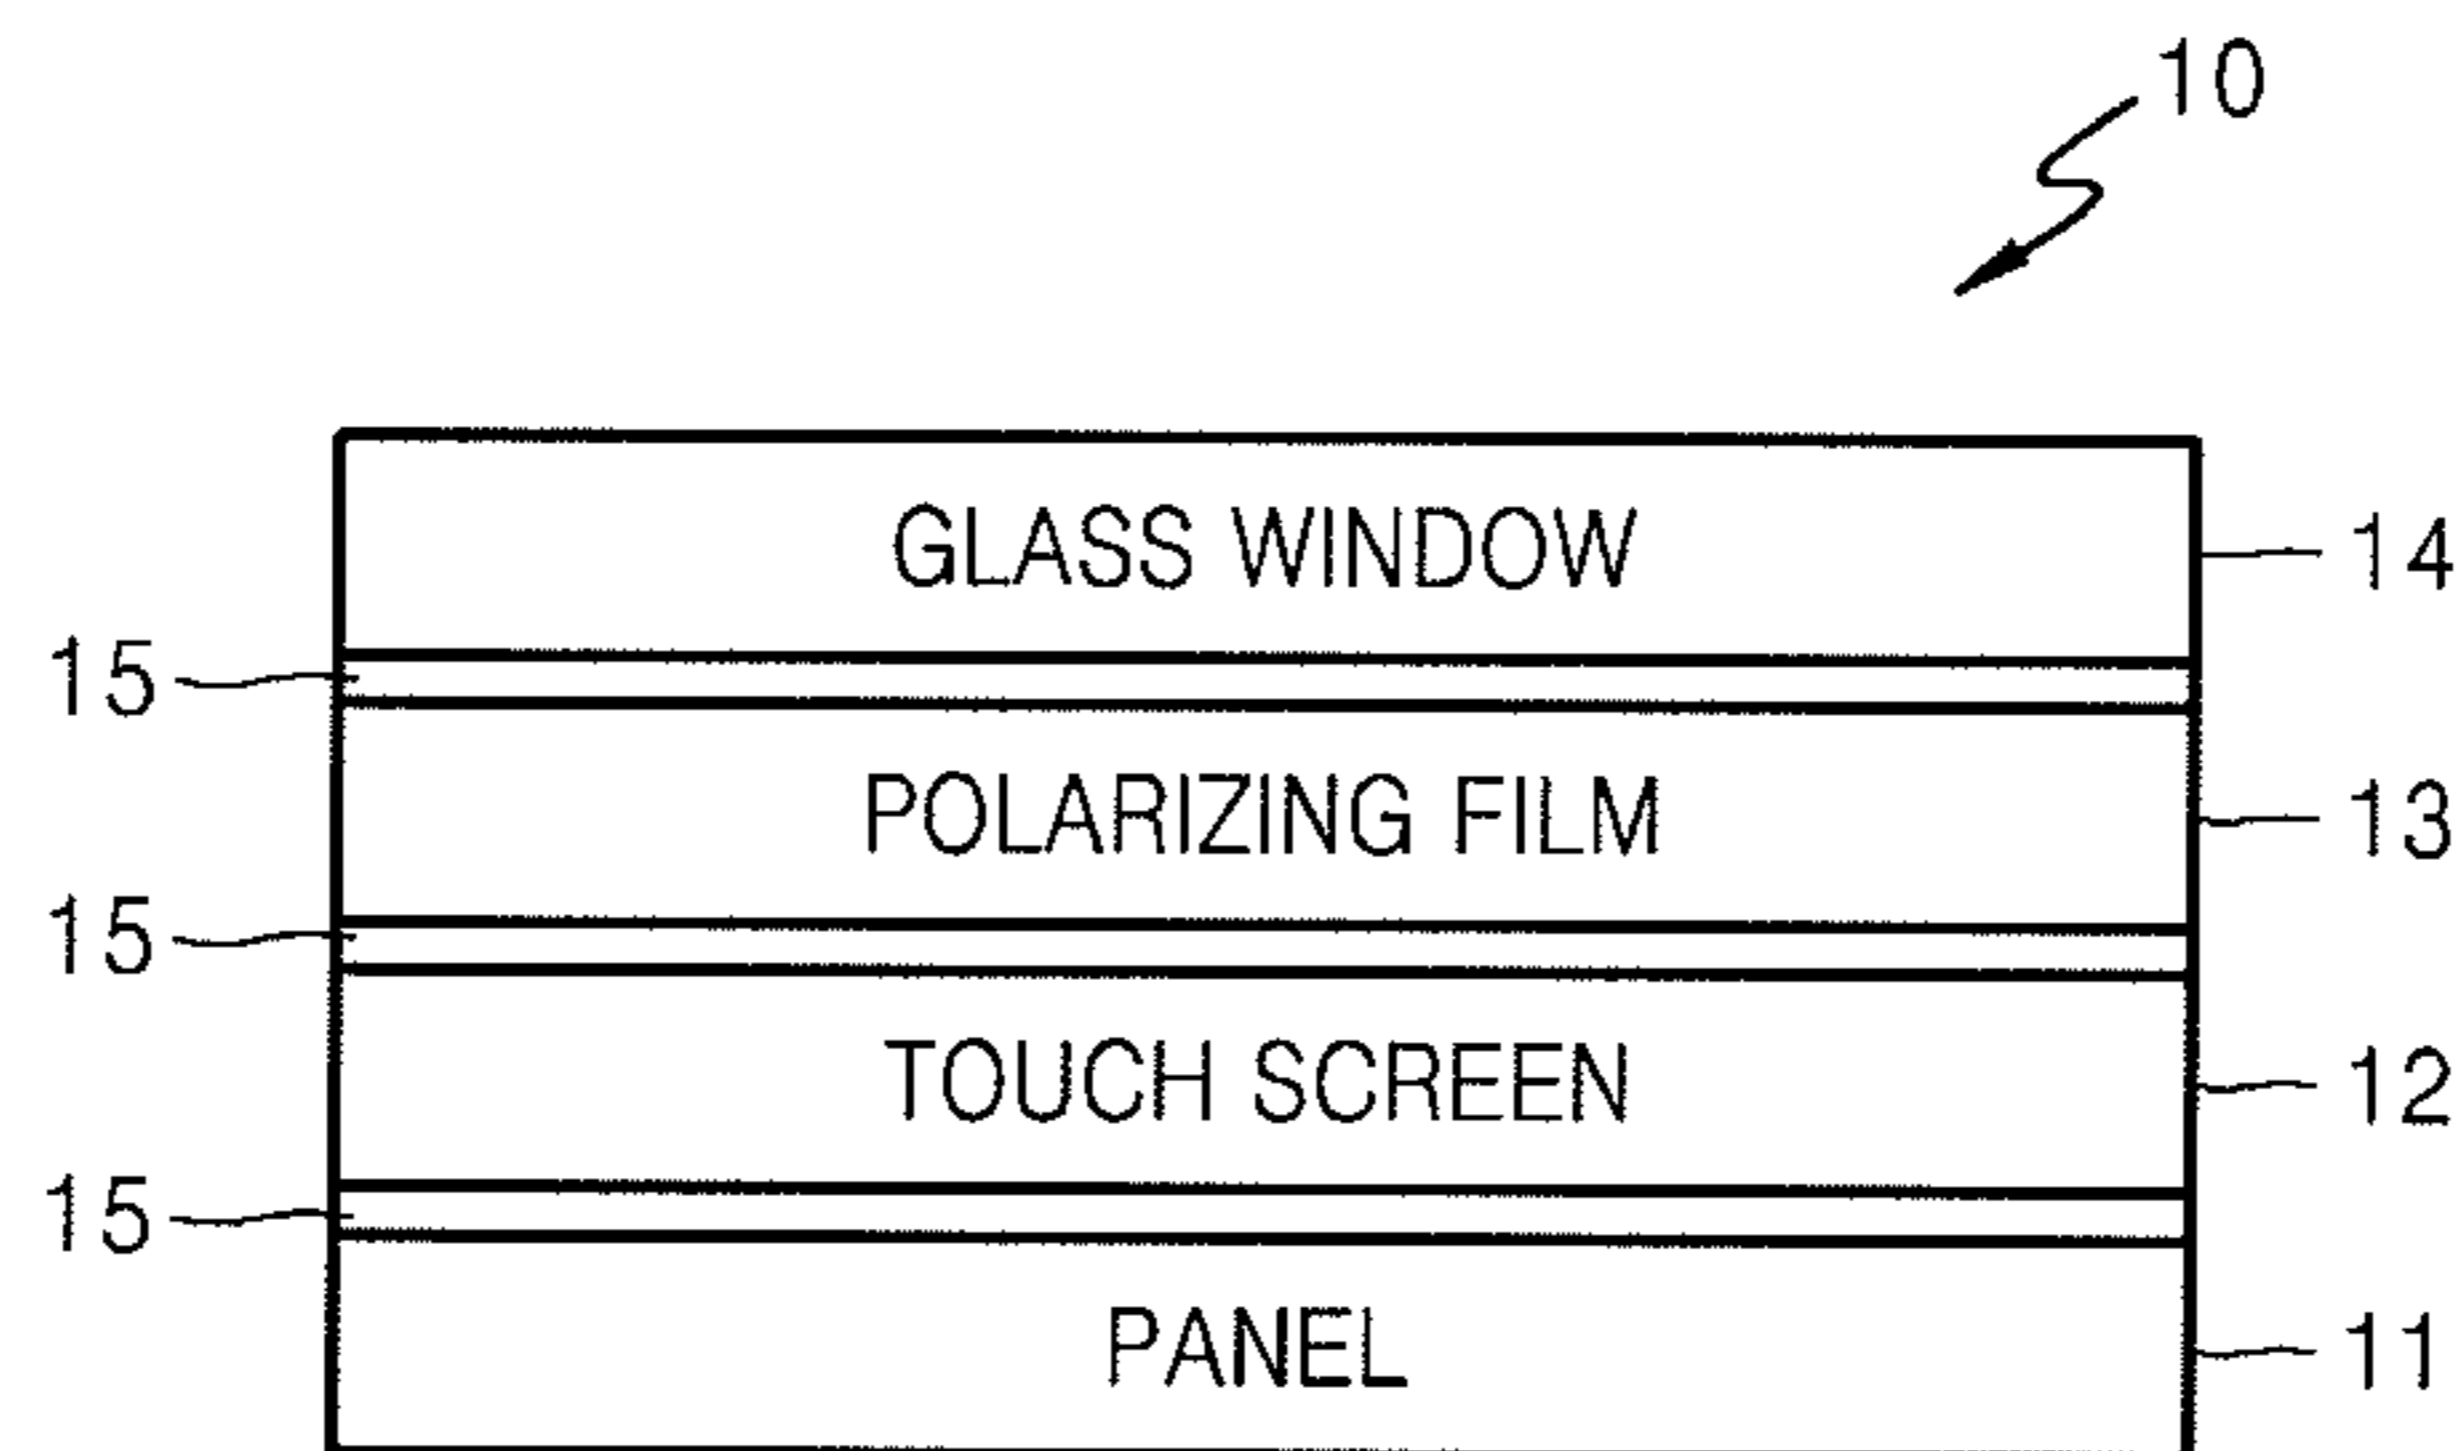 10
GLASS WINDOW 14
15
POLARIZING FILM 13
15
TOUCH SCREEN 12
15
PANEL 11